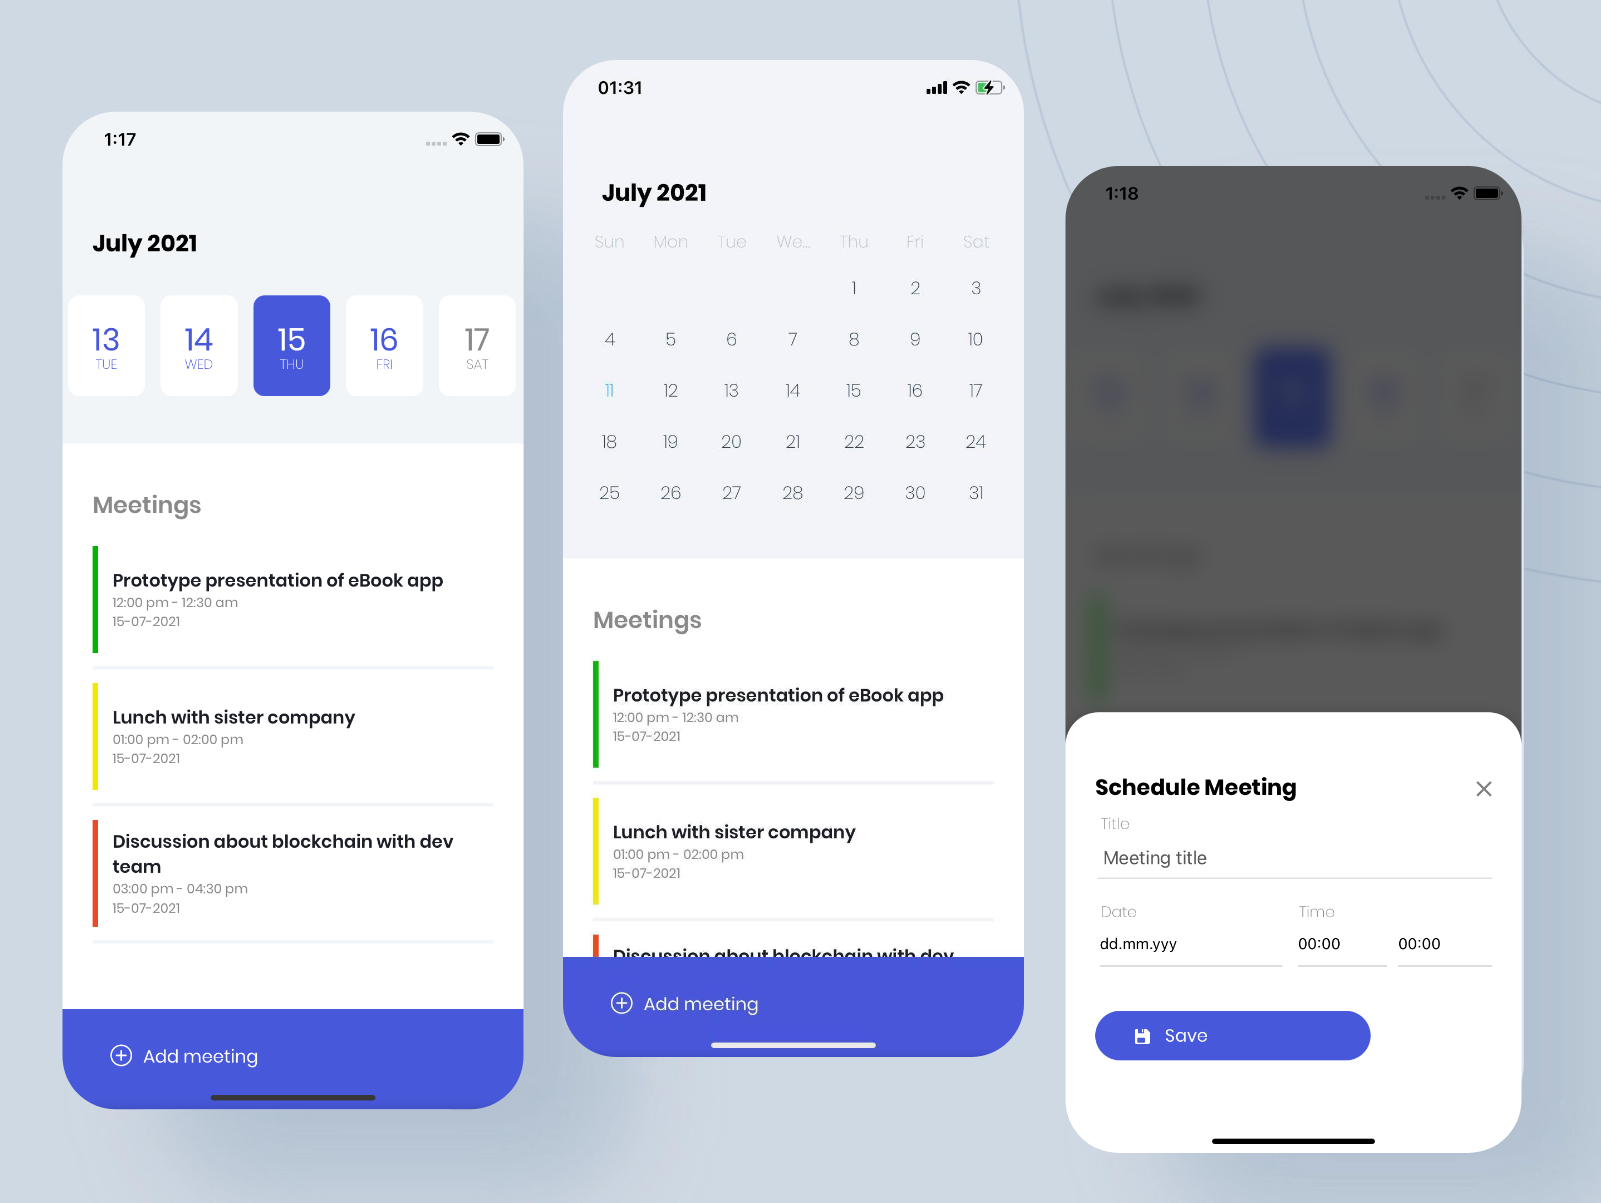 1:17
July 2021
13 14 15 16 17
TUE WED THU FRI SAT
Meetings
Prototype presentation of eBook app
12:00 pm - 12:30 am
15-07-2021
Lunch with sister company
01:00 pm - 02:00 pm
15-07-2021
Discussion about blockchain with dev
team
03:00 pm - 04:30 pm
15-07-2021
Add meeting
01:31
July 2021
Sun Mon Tue We... Thu Fri Sat
1 2 3
4 5 6 7 8 9 10
11 12 13 14 15 16 17
18 19 20 21 22 23 24
25 26 27 28 29 30 31
Meetings
Prototype presentation of eBook app
12:00 pm - 12:30 am
15-07-2021
Lunch with sister company
01:00 pm - 02:00 pm
15-07-2021
Discussion about blockchain with dev
Add meeting
1:18
Schedule Meeting
Title
Meeting title
Date Time
dd.mm.yyy 00:00 00:00
Save